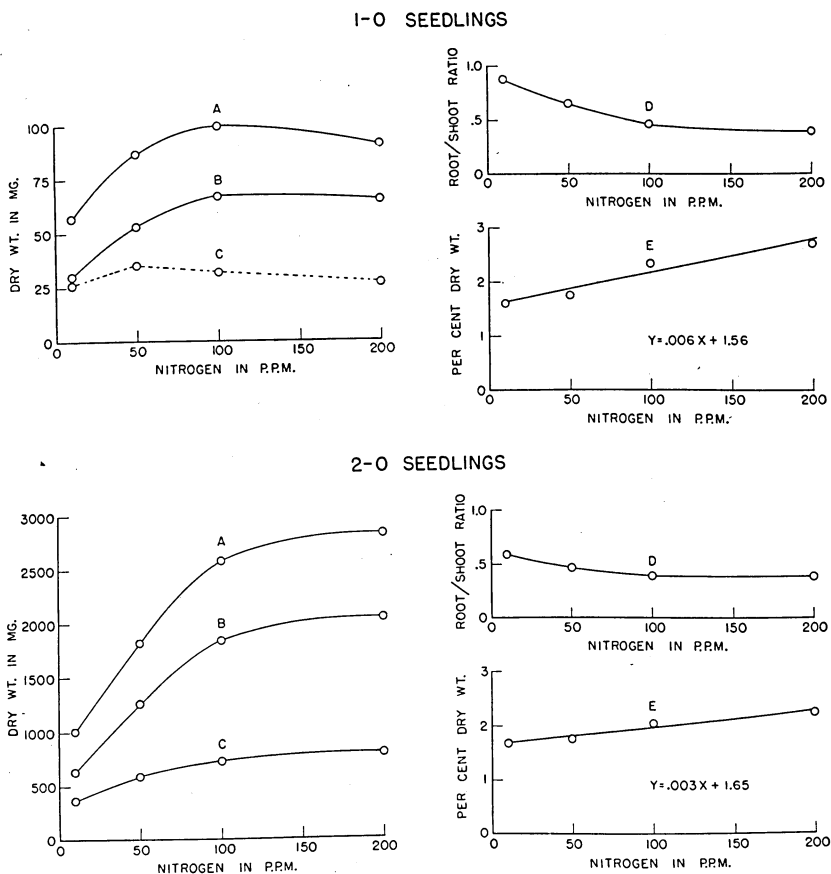 1-0 SEEDLINGS
DRY WT. IN MG.
100
75
50
25
0
A
B
C
0 50 100 150 200
NITROGEN IN P.P.M.
ROOT/SHOOT RATIO
1.0
.5
0
D
0 50 100 150 200
NITROGEN IN P.P.M.
PER CENT DRY WT.
3
2
1
0
E
Y=.006X + 1.56
0 50 100 150 200
NITROGEN IN P.P.M.
2-0 SEEDLINGS
DRY WT. IN MG.
3000
2500
2000
1500
1000
500
0
A
B
C
0 50 100 150 200
NITROGEN IN P.P.M.
ROOT/SHOOT RATIO
1.0
.5
0
D
0 50 100 150 200
NITROGEN IN P.P.M.
PER CENT DRY WT.
3
2
1
0
E
Y=.003X + 1.65
0 50 100 150 200
NITROGEN IN P.P.M.